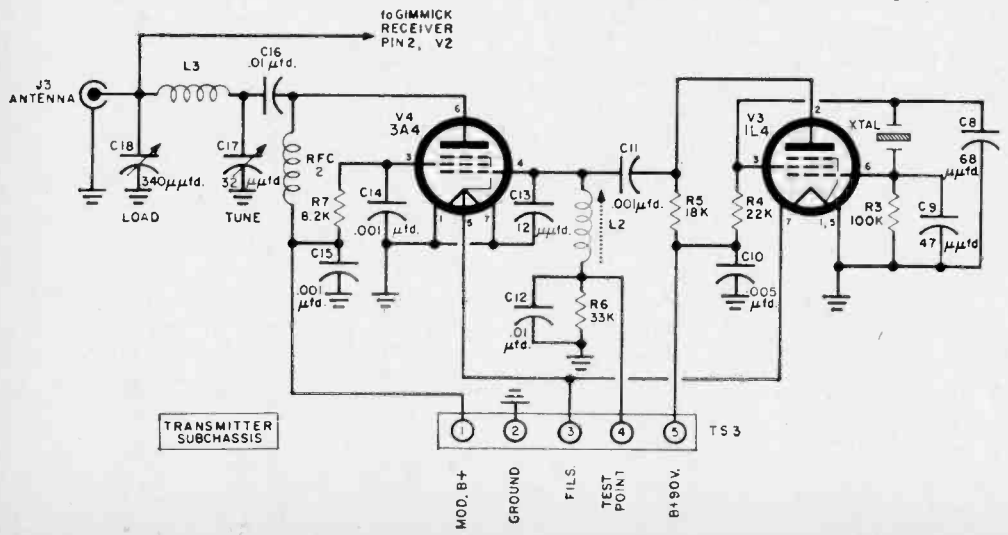 to GIMMICK
RECEIVER
PIN 2, V2
J3
ANTENNA
L3
C16
.01 μfd.
C18
340 μμfd.
LOAD
C17
32 μμfd.
TUNE
RFC
2
R7
8.2K
C15
.001
μfd.
C14
.001 μfd.
V4
3A4
6
3
4
1
5
7
C13
12 μμfd.
C11
.001 μfd.
L2
C12
.01
μfd.
R6
33K
R5
18K
R4
22K
C10
.005
μfd.
V3
1L4
2
3
6
7
1,5
XTAL
R3
100K
C8
68
μμfd.
C9
47
μμfd.
TRANSMITTER
SUBCHASSIS
1
2
3
4
5
TS3
MOD. B+
GROUND
FILS.
TEST
POINT
B+90V.